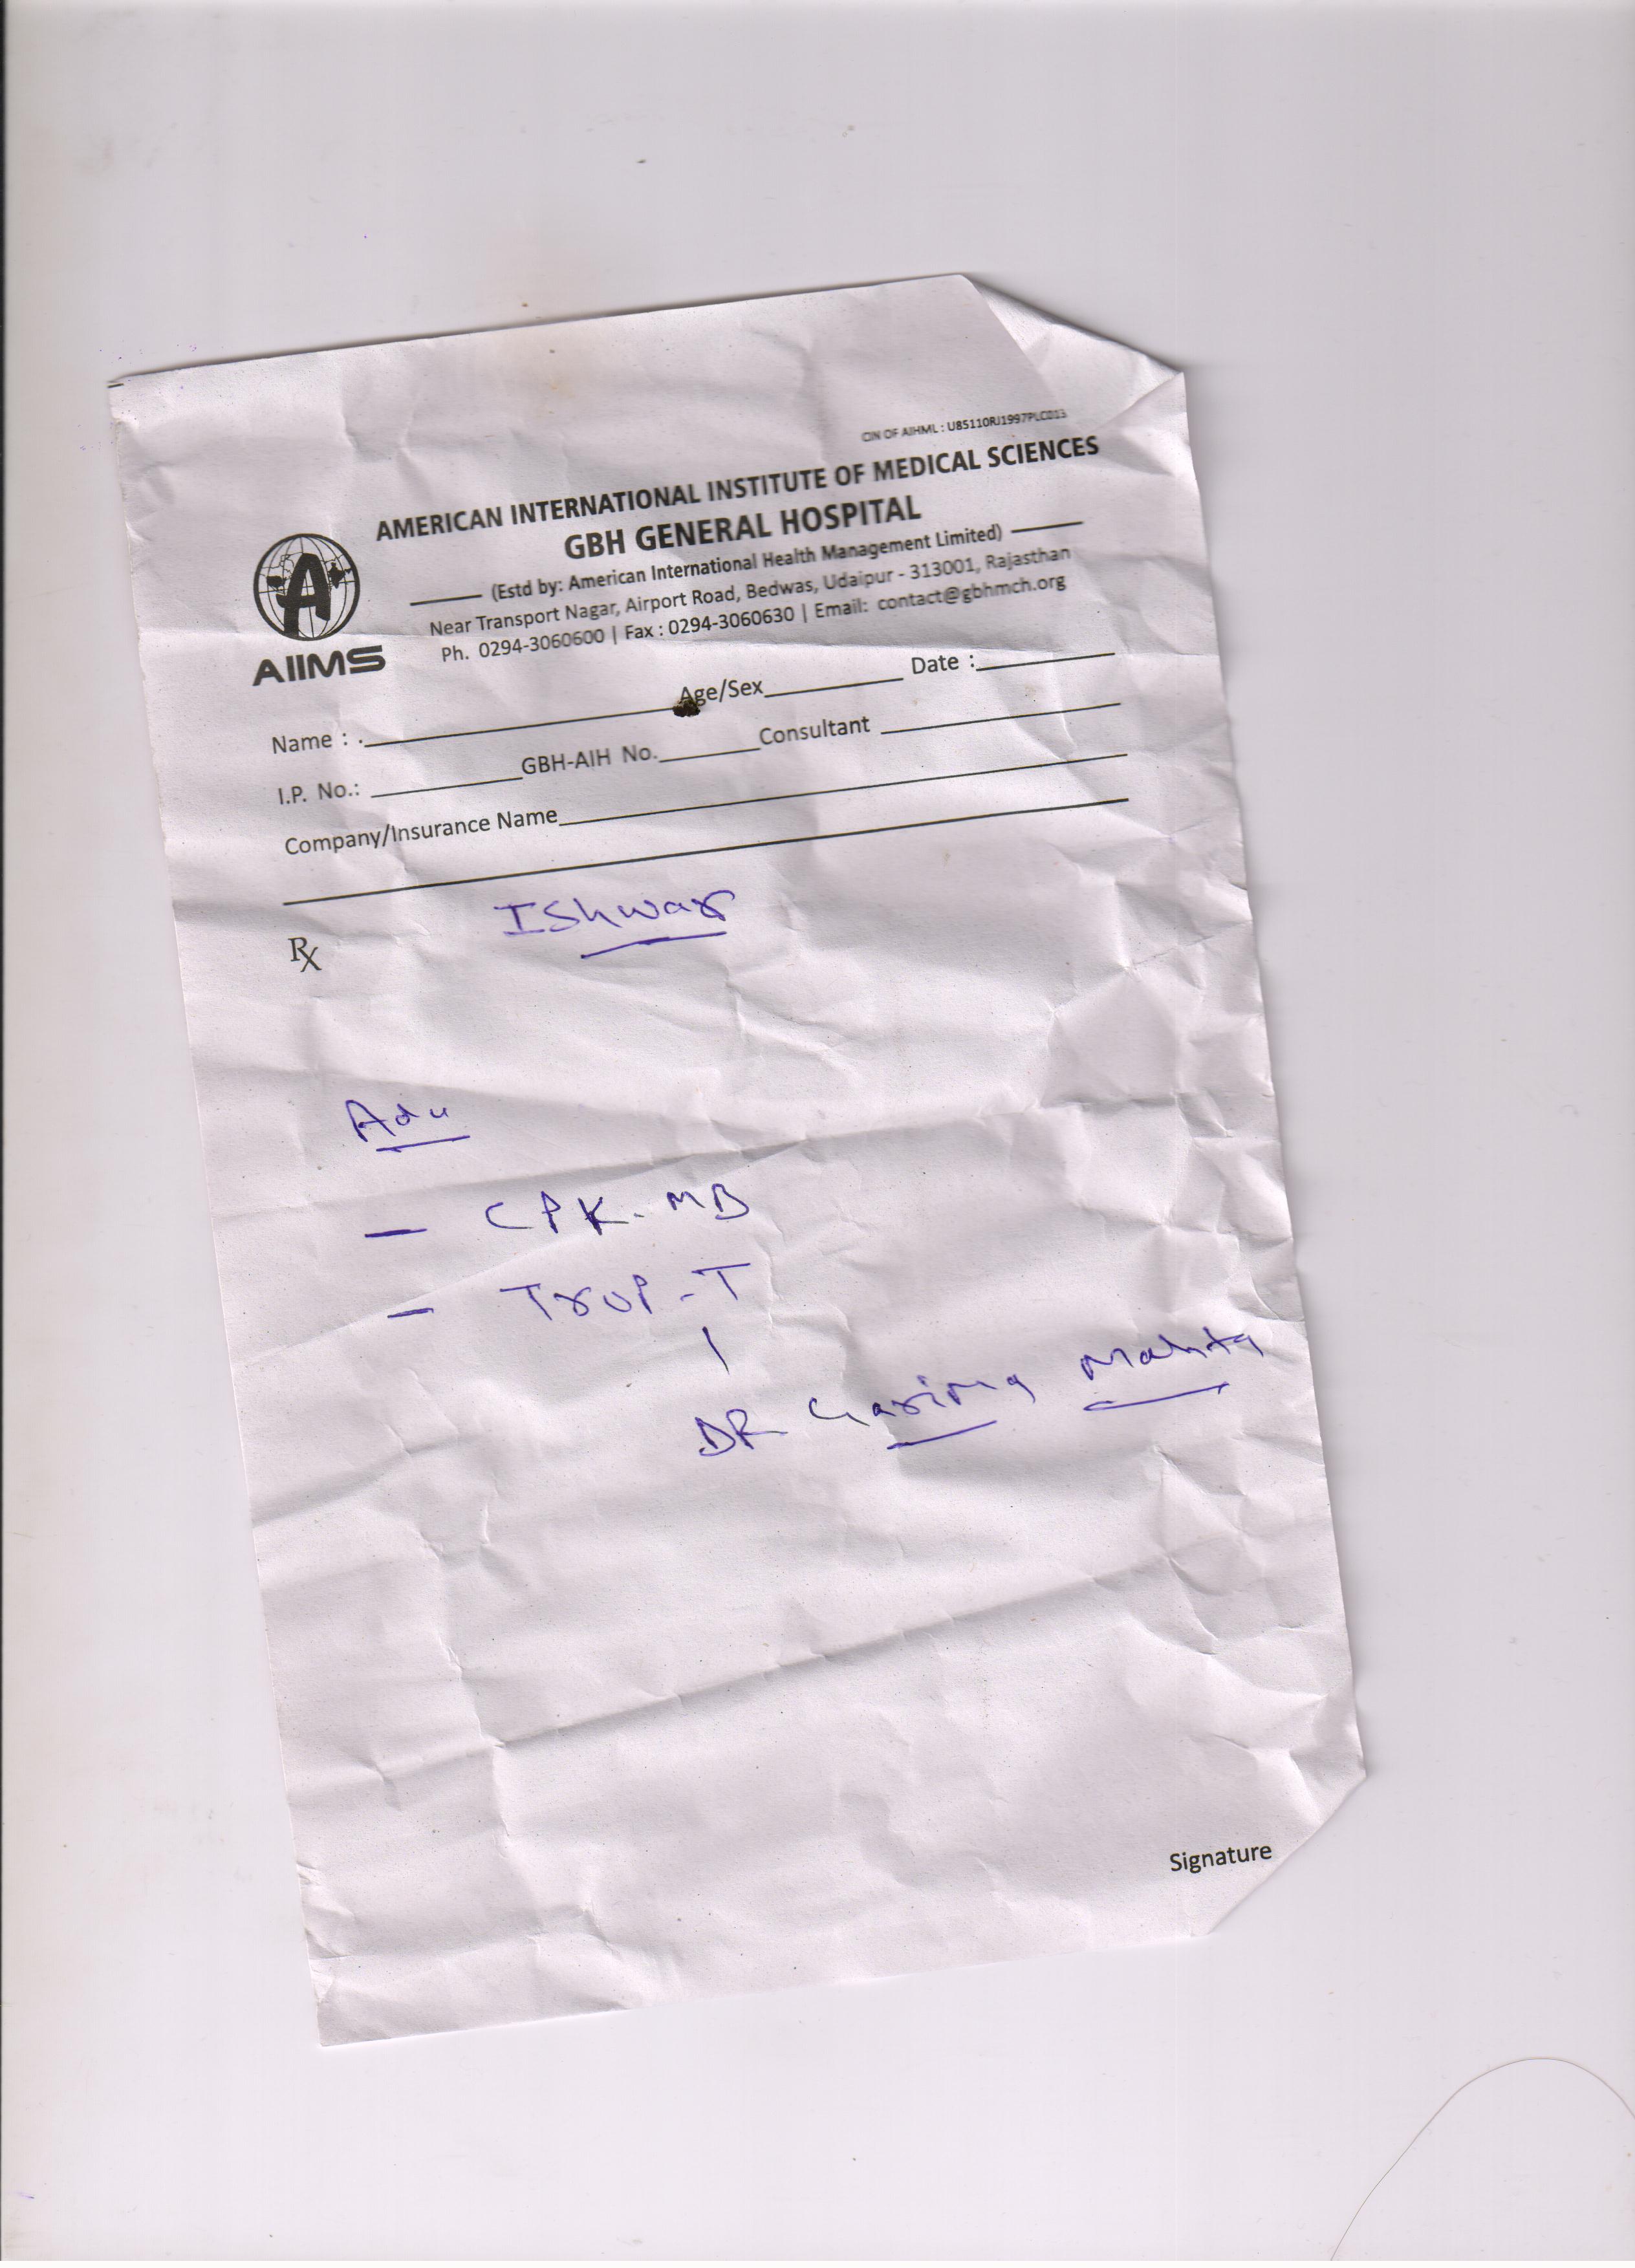 CIN OF AIHML : U85110RJ1997PLC013
AMERICAN INTERNATIONAL INSTITUTE OF MEDICAL SCIENCES
GBH GENERAL HOSPITAL
(Estd by: American International Health Management Limited)
Near Transport Nagar, Airport Road, Bedwas, Udaipur - 313001, Rajasthan
Ph. 0294-3060600 | Fax : 0294-3060630 | Email: contact@gbhmch.org
AIIMS
Name : . Age/Sex Date :
I.P. No.: GBH-AIH No. Consultant
Company/Insurance Name
Ishwar
Rx
Adv
- CPK-MB
- TROP-T
DR Garima Mahta
Signature